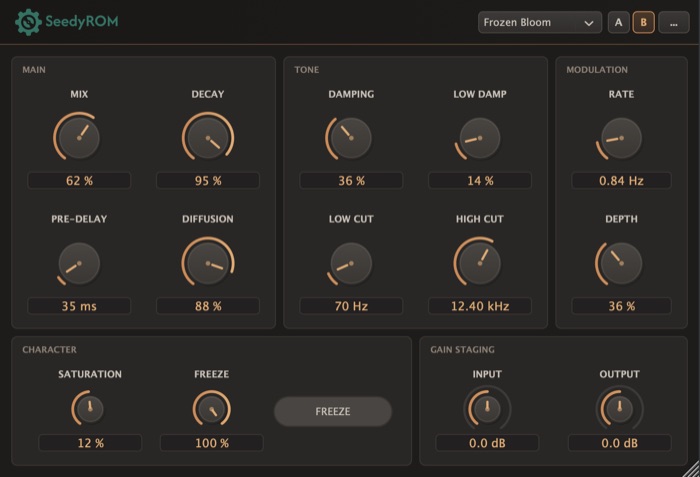 SeedyROM
Frozen Bloom
A
B
...
MAIN
MIX
DECAY
62 %
95 %
PRE-DELAY
DIFFUSION
35 ms
88 %
TONE
DAMPING
LOW DAMP
36 %
14 %
LOW CUT
HIGH CUT
70 Hz
12.40 kHz
MODULATION
RATE
0.84 Hz
DEPTH
36 %
CHARACTER
SATURATION
FREEZE
12 %
100 %
FREEZE
GAIN STAGING
INPUT
OUTPUT
0.0 dB
0.0 dB